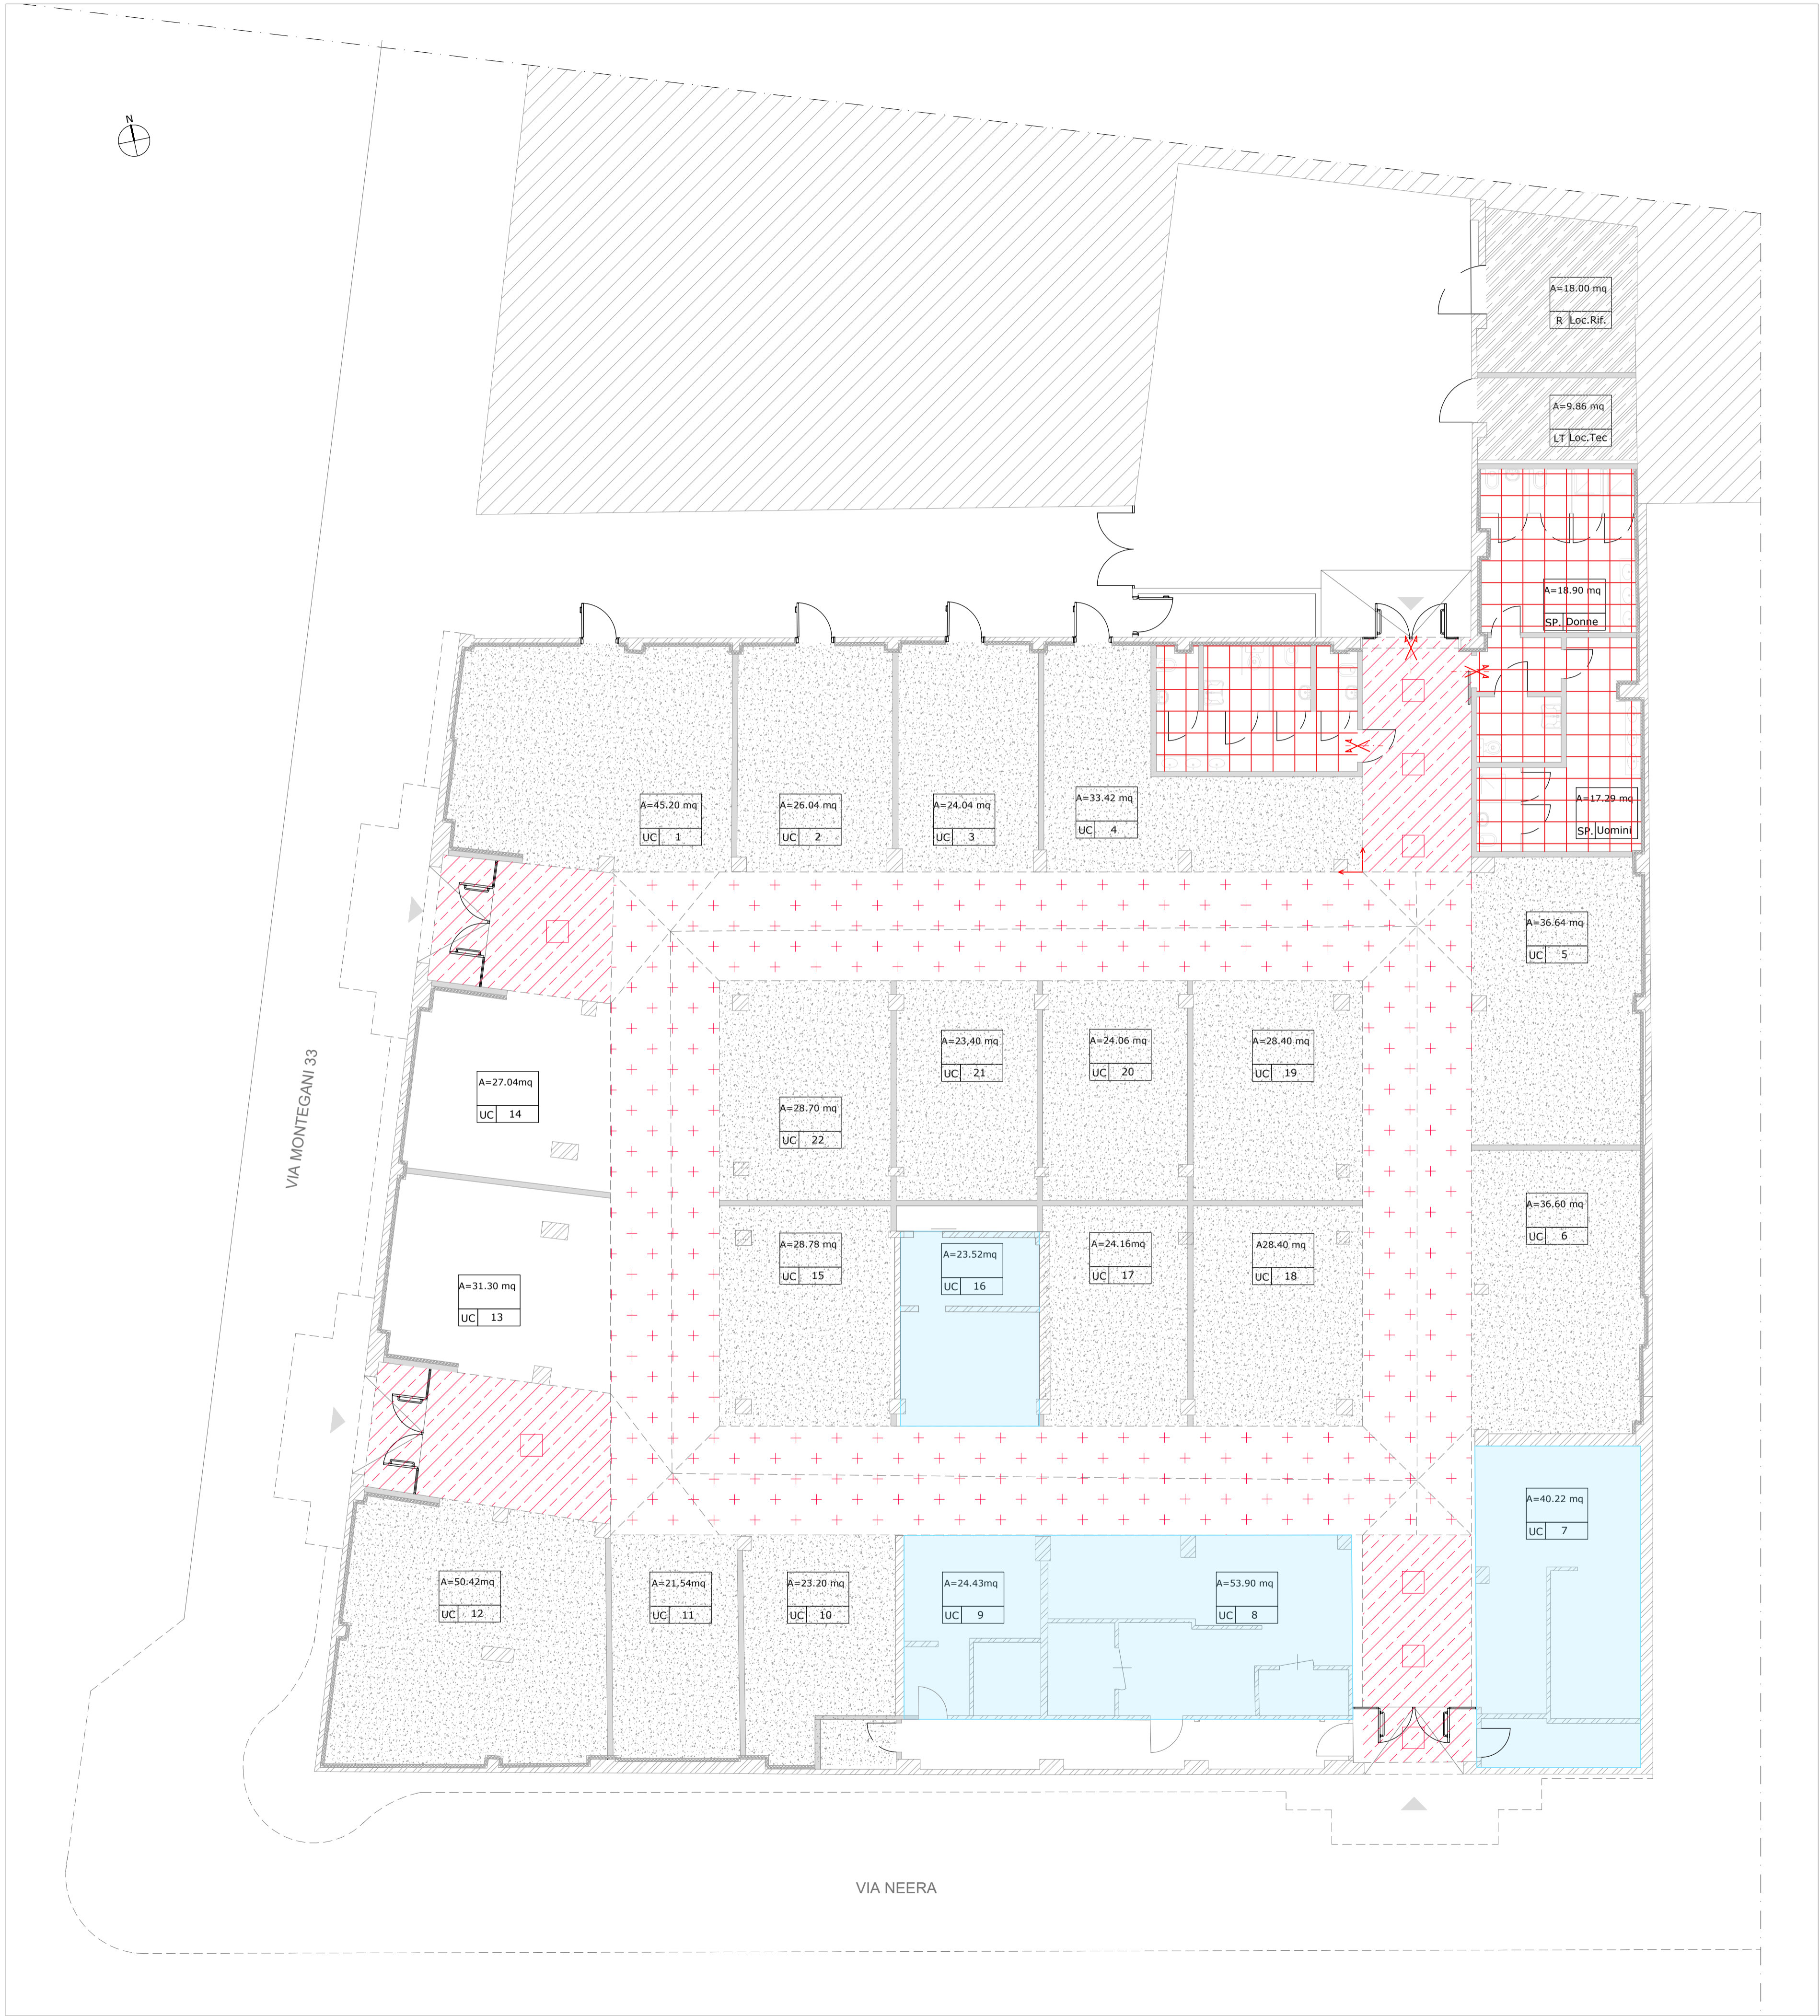 N
A=18.00 mq
R Loc.Rif.
A=9.86 mq
LT Loc.Tec
A=18.90 mq
SP. Donne
A=45.20 mq
UC 1
A=26.04 mq
UC 2
A=24.04 mq
UC 3
A=33.42 mq
UC 4
A=17.29 mq
SP. Uomini
A=36.64 mq
UC 5
A=27.04mq
UC 14
A=28.70 mq
UC 22
A=23,40 mq
UC 21
A=24.06 mq
UC 20
A=28.40 mq
UC 19
VIA MONTEGANI 33
A=36,60 mq
UC 6
A=31.30 mq
UC 13
A=28.78 mq
UC 15
A=23.52mq
UC 16
A=24.16mq
UC 17
A28.40 mq
UC 18
A=40.22 mq
UC 7
A=50.42mq
UC 12
A=21,54mq
UC 11
A=23.20 mq
UC 10
A=24.43mq
UC 9
A=53.90 mq
UC 8
VIA NEERA